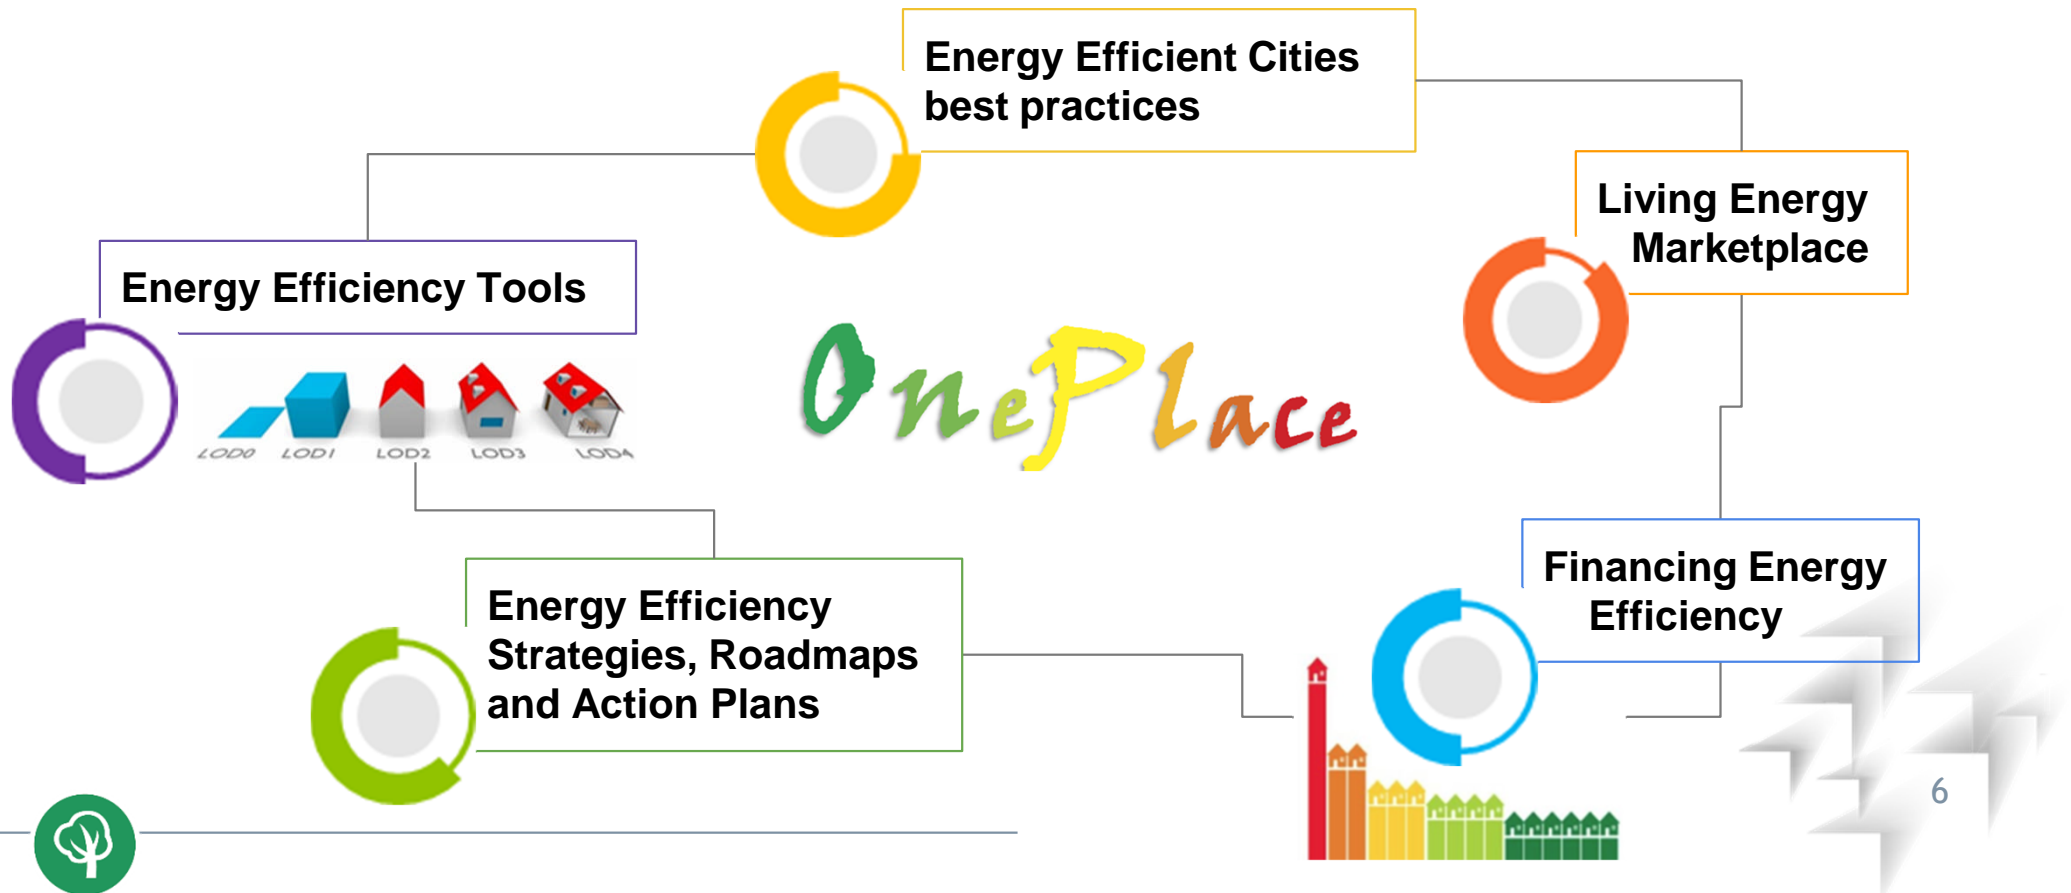 Energy Efficient Cities
best practices
Living Energy
Marketplace
Energy Efficiency Tools
OnePlace
LOD0 LOD1 LOD2 LOD3 LOD4
Financing Energy
Efficiency
Energy Efficiency
Strategies, Roadmaps
and Action Plans
6